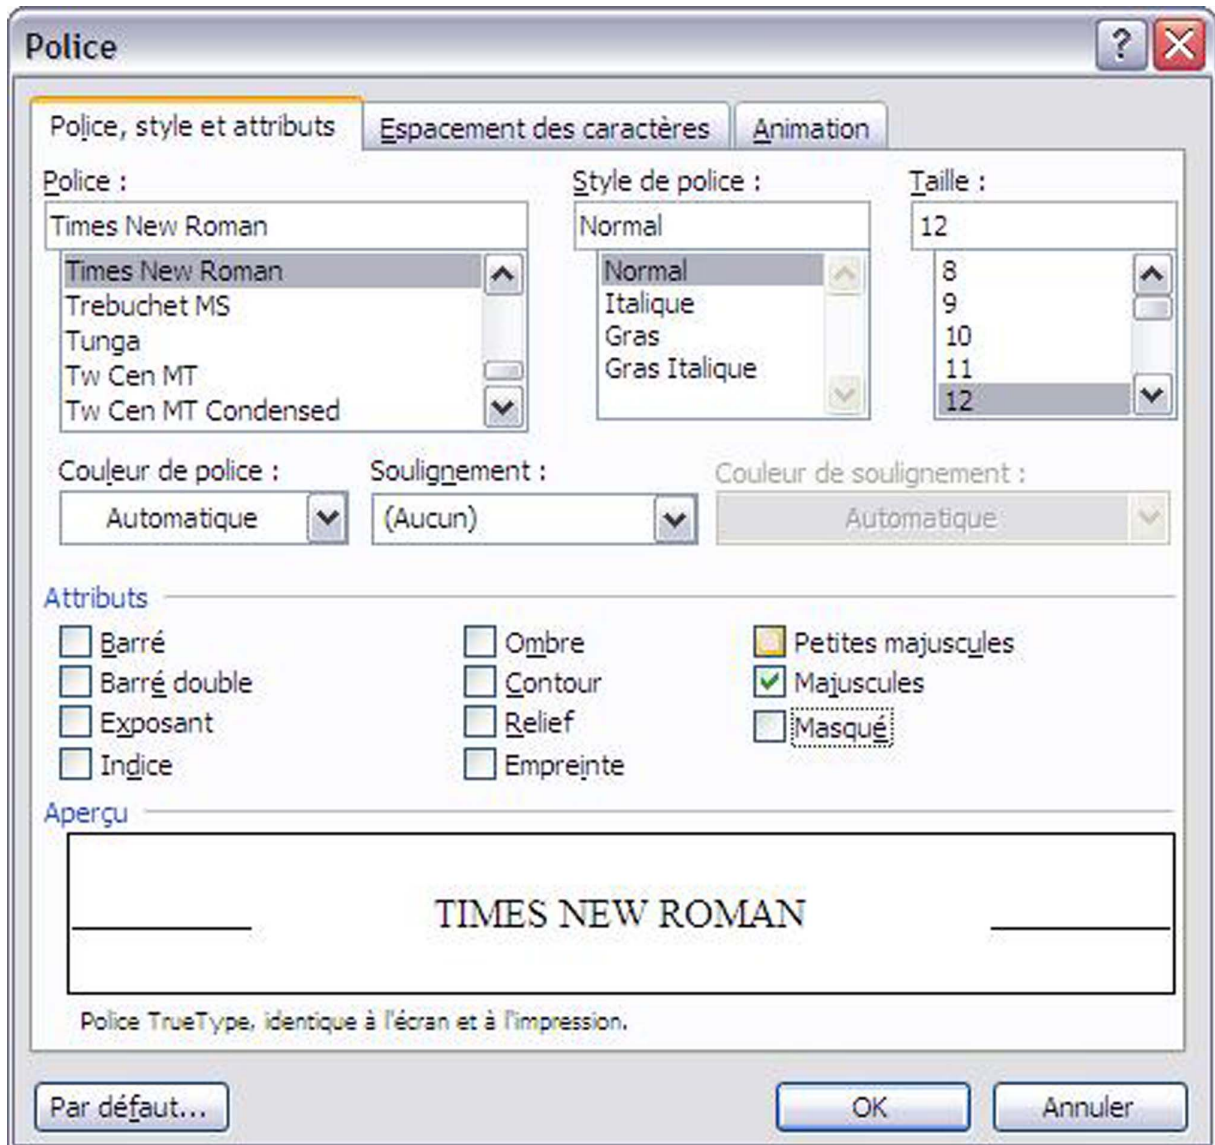 Police
Police, style et attributs Espacement des caractères Animation
Police : Style de police : Taille :
Times New Roman Normal 12
Times New Roman Normal 8
Trebuchet MS Italique 9
Tunga Gras 10
Tw Cen MT Gras Italique 11
Tw Cen MT Condensed 12
Couleur de police : Soulignement : Couleur de soulignement :
Automatique (Aucun) Automatique
Attributs
Barré Ombre Petites majuscules
Barré double Contour Majuscules
Exposant Relief Masqué
Indice Empreinte
Aperçu
TIMES NEW ROMAN
Police TrueType, identique à l'écran et à l'impression.
Par défaut... OK Annuler